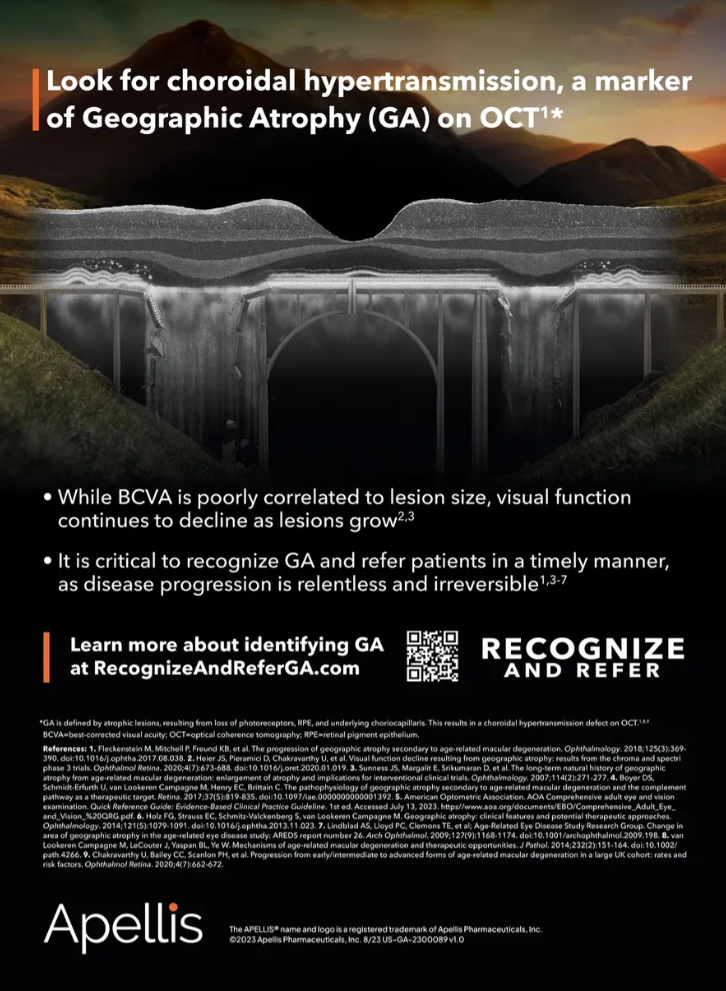 Look for choroidal hypertransmission, a marker
of Geographic Atrophy (GA) on OCT¹*
• While BCVA is poorly correlated to lesion size, visual function
continues to decline as lesions grow²,³
• It is critical to recognize GA and refer patients in a timely manner,
as disease progression is relentless and irreversible¹,³⁻⁷
Learn more about identifying GA
at RecognizeAndReferGA.com
RECOGNIZE
AND REFER
*GA is defined by atrophic lesions, resulting from loss of photoreceptors, RPE, and underlying choriocapillaris. This results in a choroidal hypertransmission defect on OCT.¹,⁸,⁹
BCVA=best-corrected visual acuity; OCT=optical coherence tomography; RPE=retinal pigment epithelium.
References: 1. Fleckenstein M, Mitchell P, Freund KB, et al. The progression of geographic atrophy secondary to age-related macular degeneration. Ophthalmology. 2018;125(3):369-
390. doi:10.1016/j.ophtha.2017.08.038. 2. Heier JS, Pieramici D, Chakravarthy U, et al. Visual function decline resulting from geographic atrophy: results from the chroma and spectri
phase 3 trials. Ophthalmol Retina. 2020;4(7):673-688. doi:10.1016/j.oret.2020.01.019. 3. Sunness JS, Margalit E, Srikumaran D, et al. The long-term natural history of geographic
atrophy from age-related macular degeneration: enlargement of atrophy and implications for interventional clinical trials. Ophthalmology. 2007;114(2):271-277. 4. Boyer DS,
Schmidt-Erfurth U, van Lookeren Campagne M, Henry EC, Brittain C. The pathophysiology of geographic atrophy secondary to age-related macular degeneration and the complement
pathway as a therapeutic target. Retina. 2017;37(5):819-835. doi:10.1097/iae.0000000000001392. 5. American Optometric Association. AOA Comprehensive adult eye and vision
examination. Quick Reference Guide: Evidence-Based Clinical Practice Guideline. 1st ed. Accessed July 13, 2023. https//www.aoa.org/documents/EBO/Comprehensive_Adult_Eye_
and_Vision_%20QRG.pdf. 6. Holz FG, Strauss EC, Schmitz-Valckenberg S, van Lookeren Campagne M. Geographic atrophy: clinical features and potential therapeutic approaches.
Ophthalmology. 2014;121(5):1079-1091. doi:10.1016/j.ophtha.2013.11.023. 7. Lindblad AS, Lloyd PC, Clemons TE, et al; Age-Related Eye Disease Study Research Group. Change in
area of geographic atrophy in the age-related eye disease study: AREDS report number 26. Arch Ophthalmol. 2009;127(9):1168-1174. doi:10.1001/archophthalmol.2009.198. 8. van
Lookeren Campagne M, LeCouter J, Yaspan BL, Ye W. Mechanisms of age-related macular degeneration and therapeutic opportunities. J Pathol. 2014;232(2):151-164. doi:10.1002/
path.4266. 9. Chakravarthy U, Bailey CC, Scanlon PH, et al. Progression from early/intermediate to advanced forms of age-related macular degeneration in a large UK cohort: rates and
risk factors. Ophthalmol Retina. 2020;4(7):662-672.
Apellis
The APELLIS® name and logo is a registered trademark of Apellis Pharmaceuticals, Inc.
©2023 Apellis Pharmaceuticals, Inc. 8/23 US-GA-2300089 v1.0